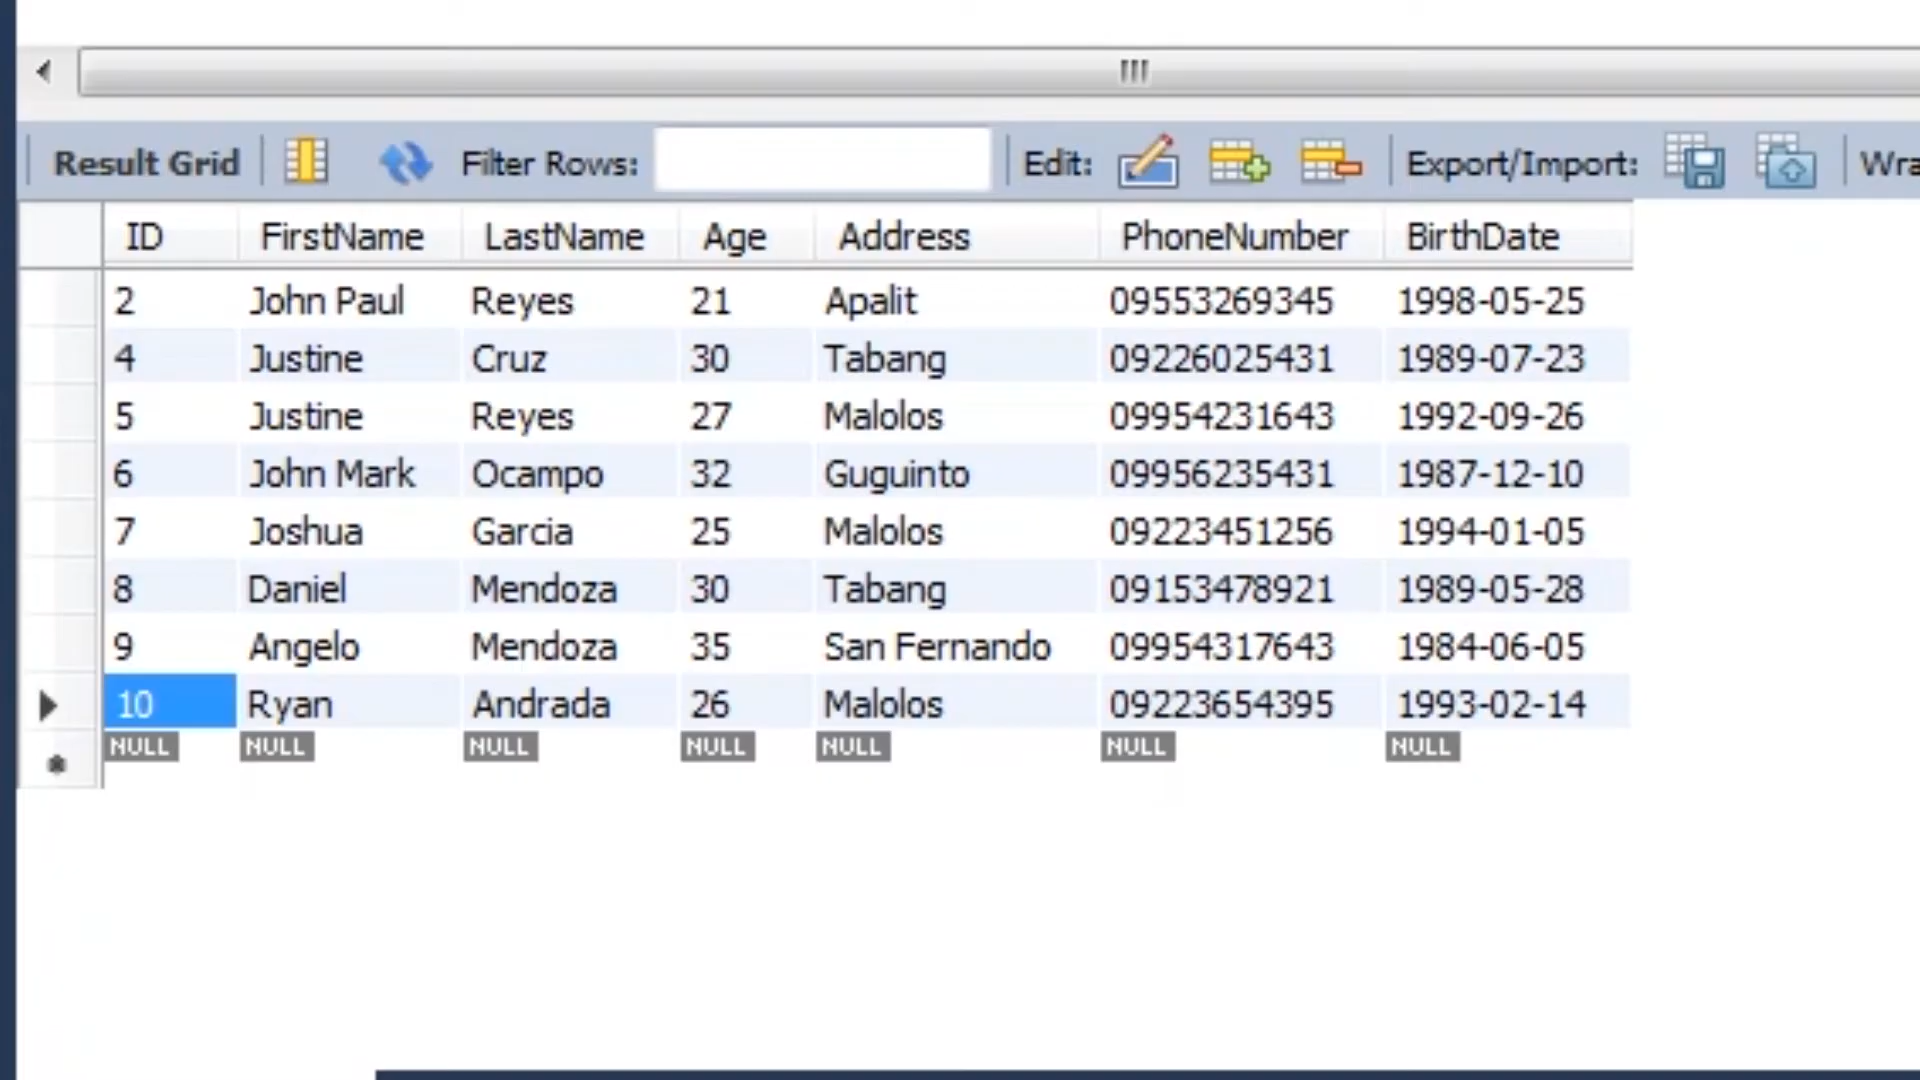 Result Grid Filter Rows: Edit: Export/Import: Wra
ID FirstName LastName Age Address PhoneNumber BirthDate
2 John Paul Reyes 21 Apalit 09553269345 1998-05-25
4 Justine Cruz 30 Tabang 09226025431 1989-07-23
5 Justine Reyes 27 Malolos 09954231643 1992-09-26
6 John Mark Ocampo 32 Guguinto 09956235431 1987-12-10
7 Joshua Garcia 25 Malolos 09223451256 1994-01-05
8 Daniel Mendoza 30 Tabang 09153478921 1989-05-28
9 Angelo Mendoza 35 San Fernando 09954317643 1984-06-05
10 Ryan Andrada 26 Malolos 09223654395 1993-02-14
NULL NULL NULL NULL NULL NULL NULL